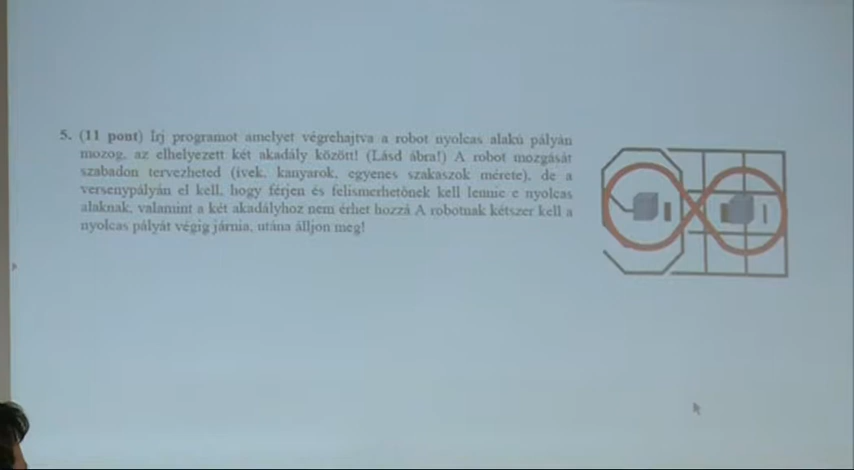 5. (11 pont) Írj programot amelyet végrehajtva a robot nyolcas alakú pályán
mozog, az elhelyezett két akadály között! (Lásd ábra!) A robot mozgását
szabadon tervezheted (ívek, kanyarok, egyenes szakaszok mérete), de a
versenypályán el kell, hogy férjen és felismerhetőnek kell lennie e nyolcas
alaknak, valamint a két akadályhoz nem érhet hozzá A robotnak kétszer kell a
nyolcas pályát végig járnia, utána álljon meg!